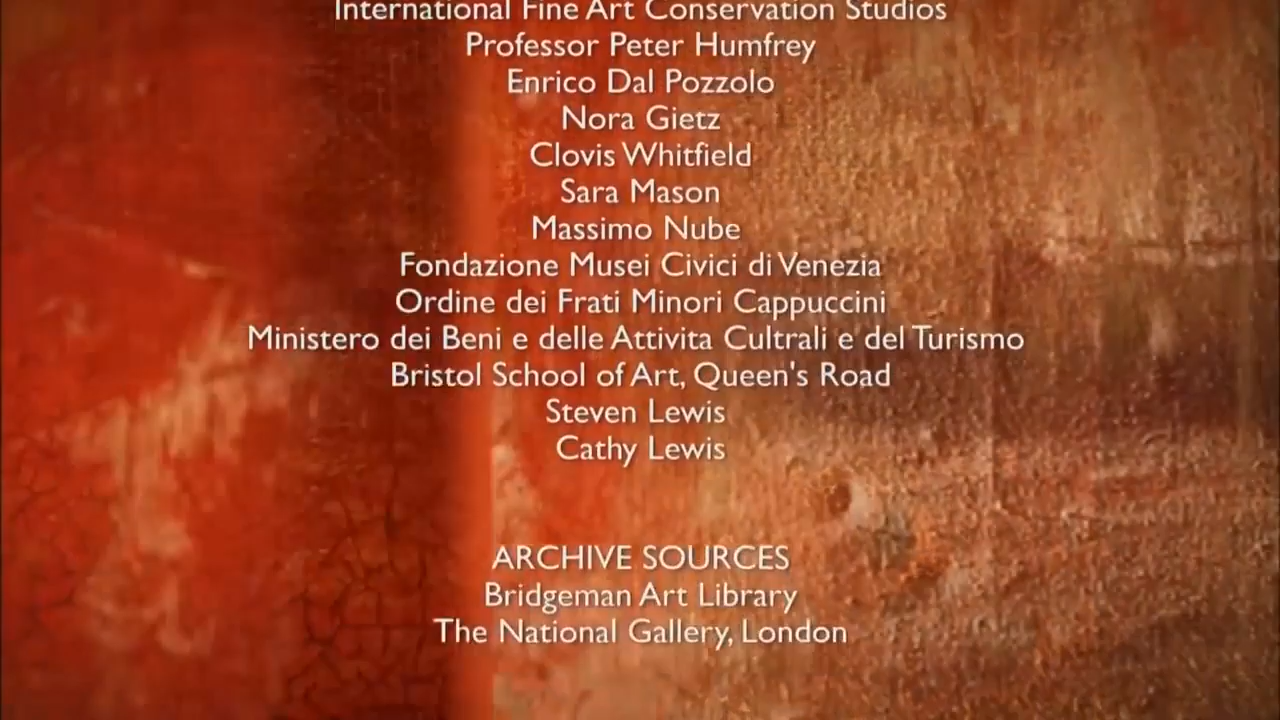 International Fine Art Conservation Studios
Professor Peter Humfrey
Enrico Dal Pozzolo
Nora Gietz
Clovis Whitfield
Sara Mason
Massimo Nube
Fondazione Musei Civici di Venezia
Ordine dei Frati Minori Cappuccini
Ministero dei Beni e delle Attivita Cultrali e del Turismo
Bristol School of Art, Queen's Road
Steven Lewis
Cathy Lewis
ARCHIVE SOURCES
Bridgeman Art Library
The National Gallery, London